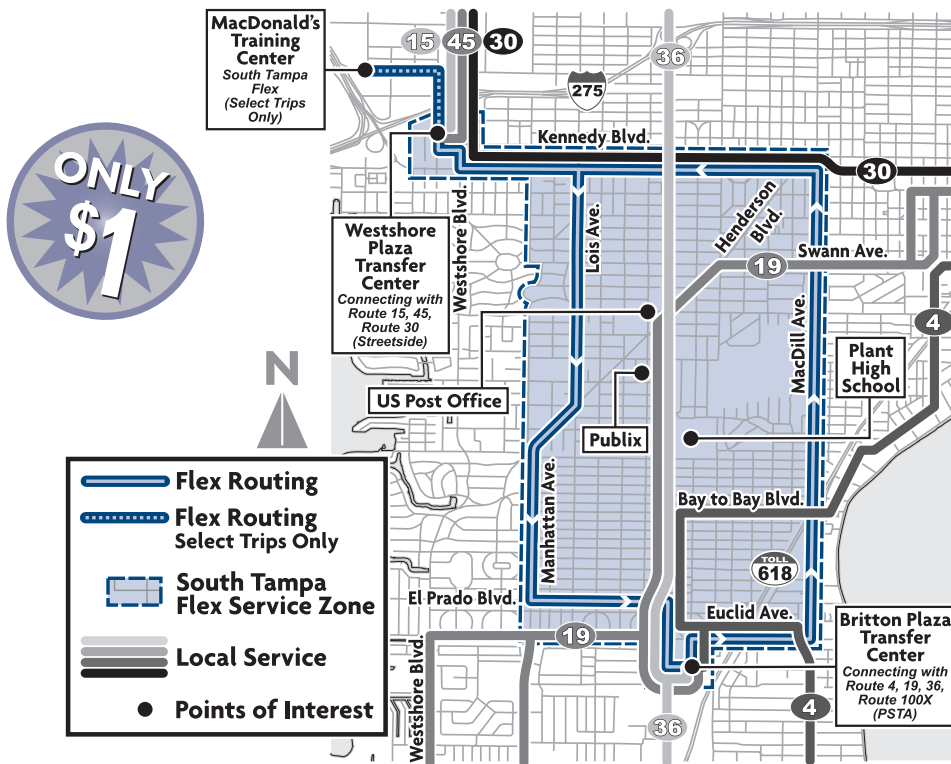 MacDonald's
Training
Center
South Tampa
Flex
(Select Trips
Only)
15
45
30
36
275
ONLY
$1
Kennedy Blvd.
30
Westshore Blvd.
Lois Ave.
Henderson
Blvd.
Swann Ave.
19
Westshore
Plaza
Transfer
Center
Connecting with
Route 15, 45,
Route 30
(Streetside)
MacDill Ave.
4
N
US Post Office
Publix
Plant
High
School
Flex Routing
Flex Routing
Select Trips Only
South Tampa
Flex Service Zone
Local Service
Points of Interest
Manhattan Ave.
Bay to Bay Blvd.
TOLL
618
El Prado Blvd.
Euclid Ave.
19
Westshore Blvd
Britton Plaza
Transfer
Center
Connecting with
Route 4, 19, 36,
Route 100X
(PSTA)
36
4